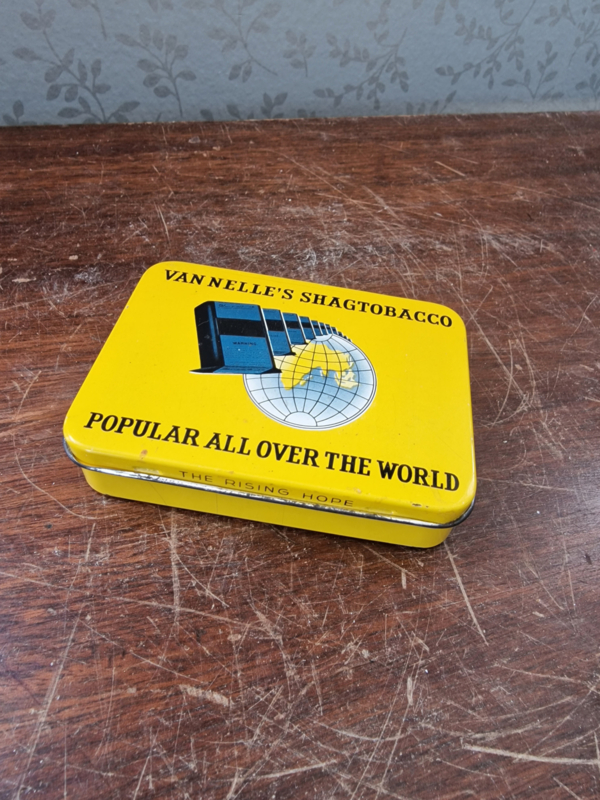 VAN NELLE'S SHAGTOBACCO
POPULAR ALL OVER THE WORLD
THE RISING HOPE